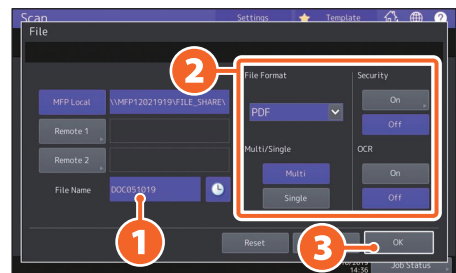 Scan
Settings
Template
?
File
2
File Format
Security
MFP Local
\\MFP12021919\FILE_SHARE\
PDF
On
Off
Remote 1
Multi/Single
OCR
Remote 2
Multi
On
File Name
DOC051019
Single
Off
1
Reset
3
OK
2019
14:36
Job Status